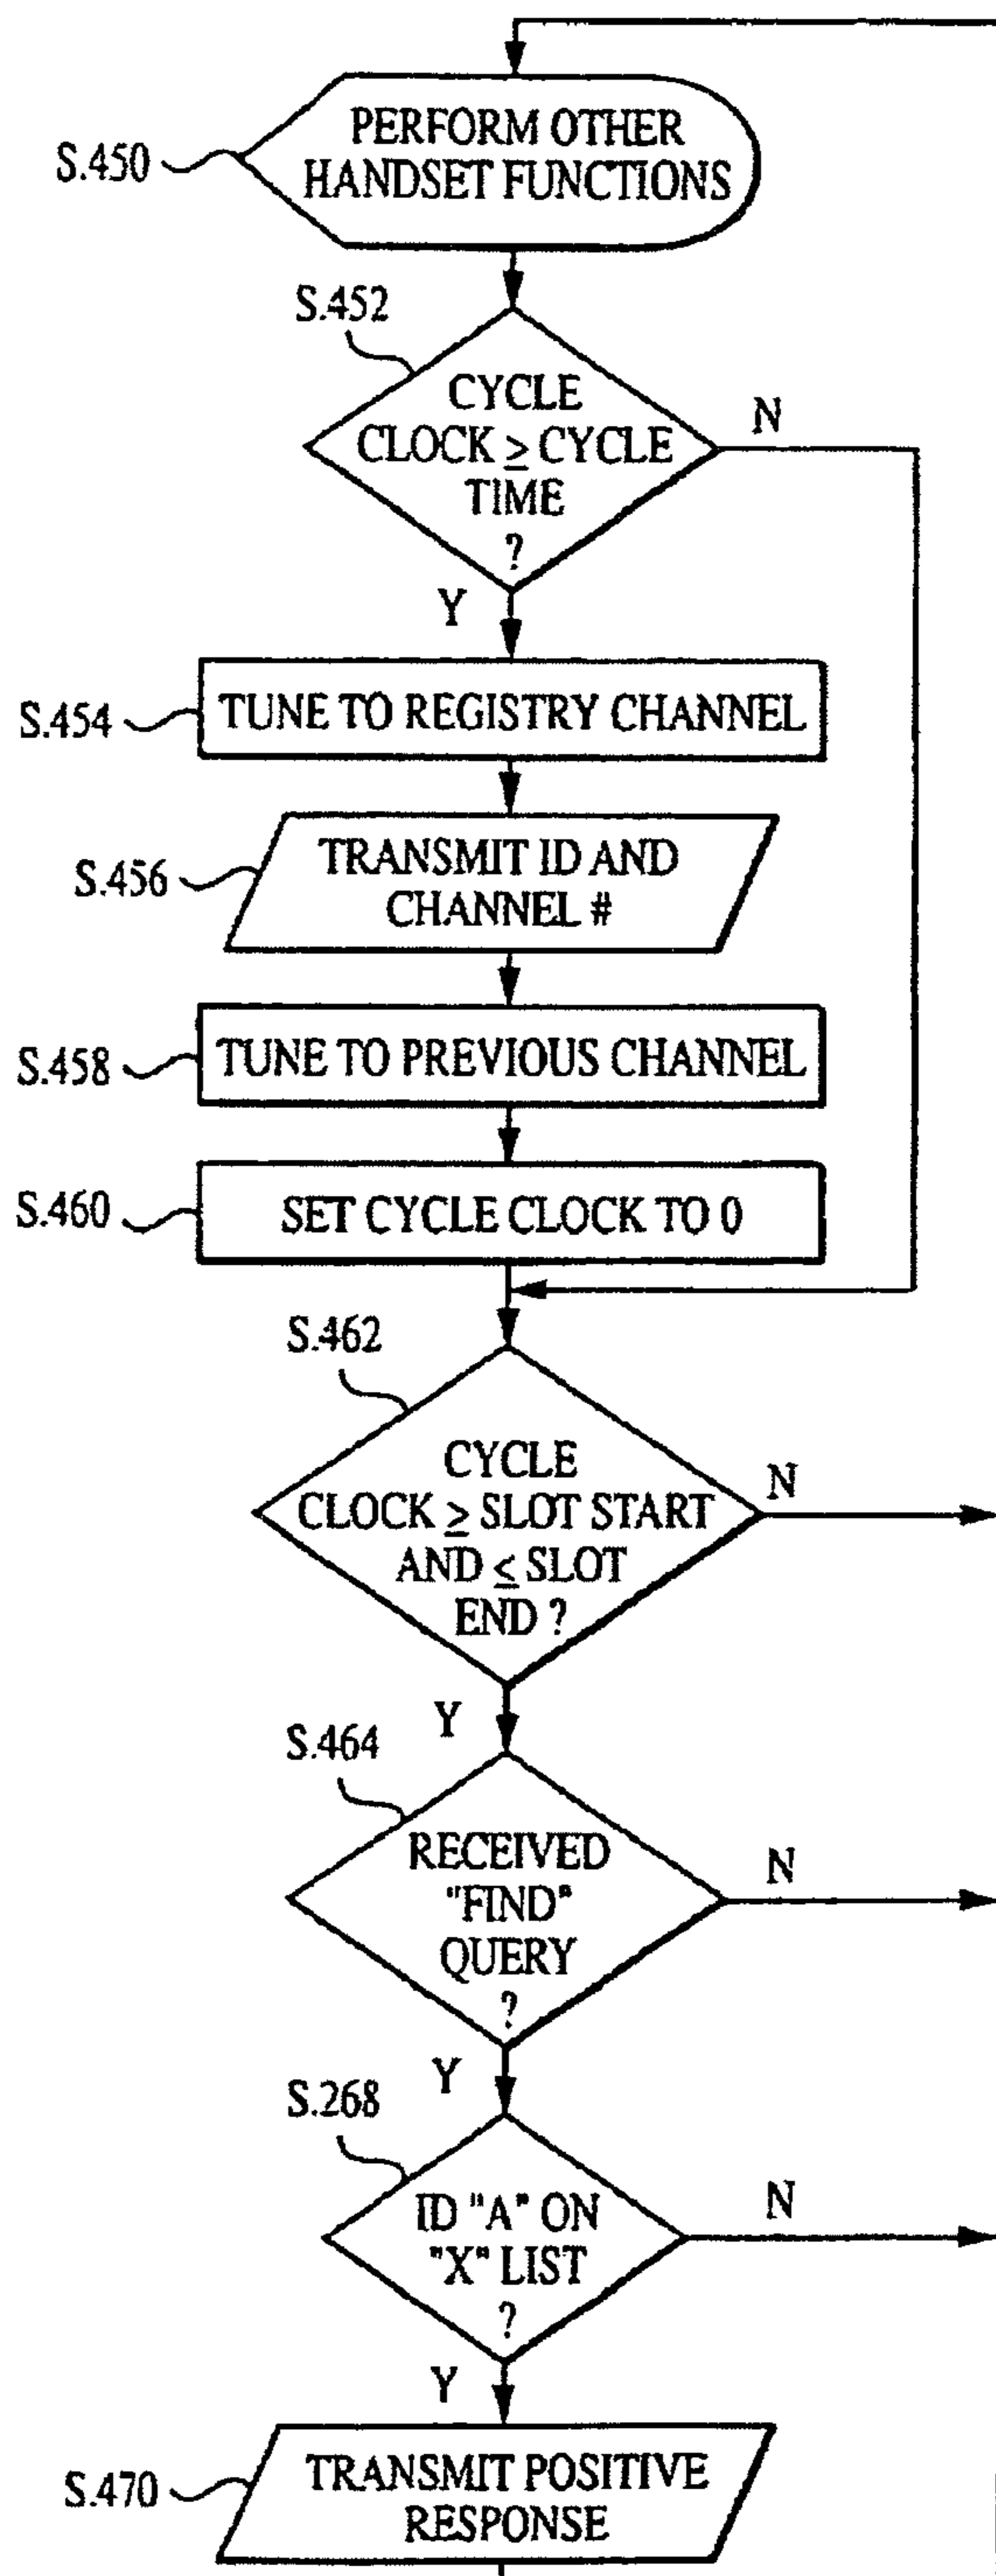 PERFORM OTHER
HANDSET FUNCTIONS
S.450
S.452
CYCLE
CLOCK ≥ CYCLE
TIME
?
N
Y
S.454
TUNE TO REGISTRY CHANNEL
S.456
TRANSMIT ID AND
CHANNEL #
S.458
TUNE TO PREVIOUS CHANNEL
S.460
SET CYCLE CLOCK TO 0
S.462
CYCLE
CLOCK ≥ SLOT START
AND ≤ SLOT
END ?
N
Y
S.464
RECEIVED
"FIND"
QUERY
?
N
Y
S.268
ID "A" ON
"X" LIST
?
N
Y
S.470
TRANSMIT POSITIVE
RESPONSE